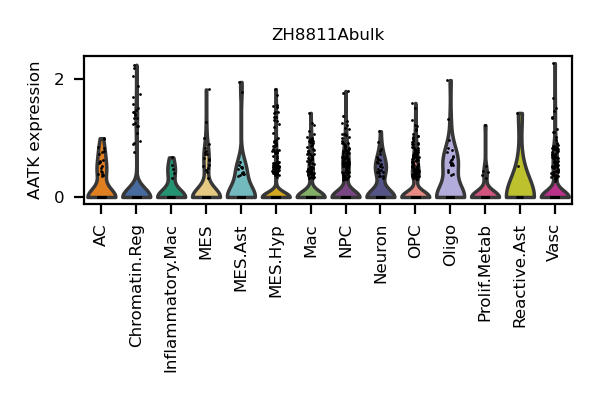 ZH8811Abulk
AATK expression
2
0
AC
Chromatin.Reg
Inflammatory.Mac
MES
MES.Ast
MES.Hyp
Mac
NPC
Neuron
OPC
Oligo
Prolif.Metab
Reactive.Ast
Vasc